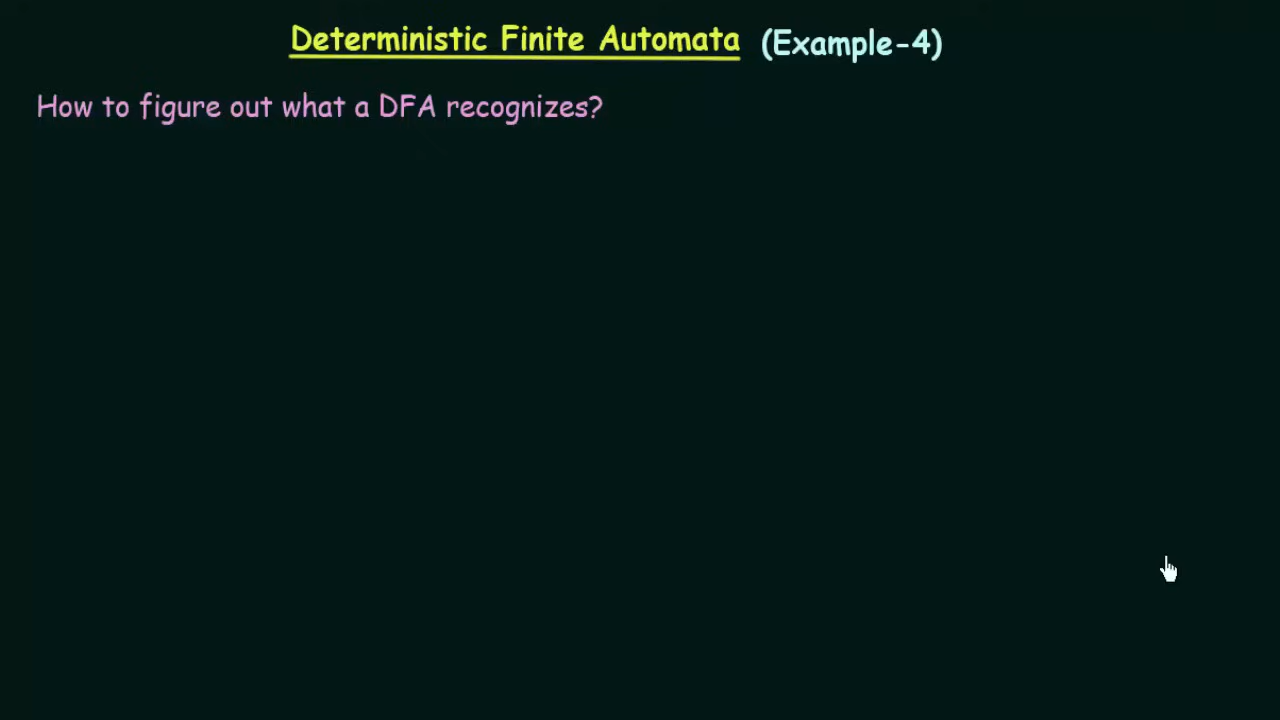 Deterministic Finite Automata (Example-4)
How to figure out what a DFA recognizes?